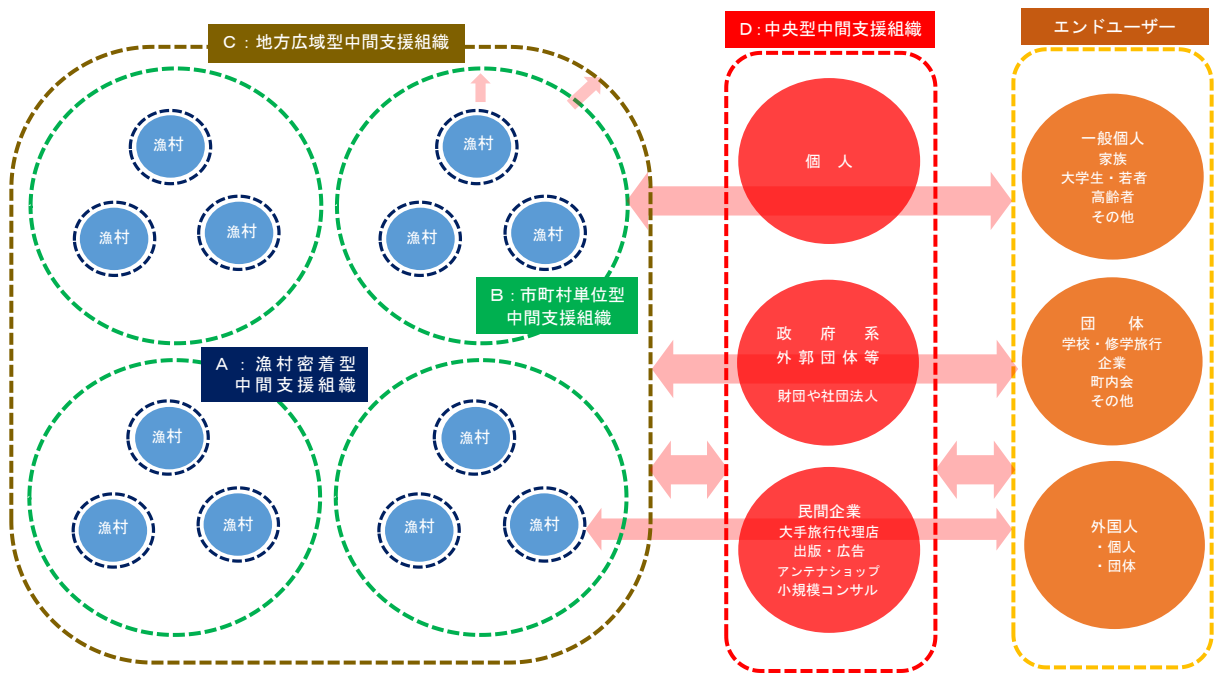 C：地方広域型中間支援組織
漁村
漁村
漁村
漁村
漁村
漁村
B：市町村単位型
中間支援組織
A：漁村密着型
中間支援組織
漁村
漁村
漁村
漁村
漁村
漁村
D：中央型中間支援組織
個　人
政　府　系
外郭団体等
財団や社団法人
民間企業
大手旅行代理店
出版・広告
アンテナショップ
小規模コンサル
エンドユーザー
一般個人
家族
大学生・若者
高齢者
その他
団　体
学校・修学旅行
企業
町内会
その他
外国人
・個人
・団体